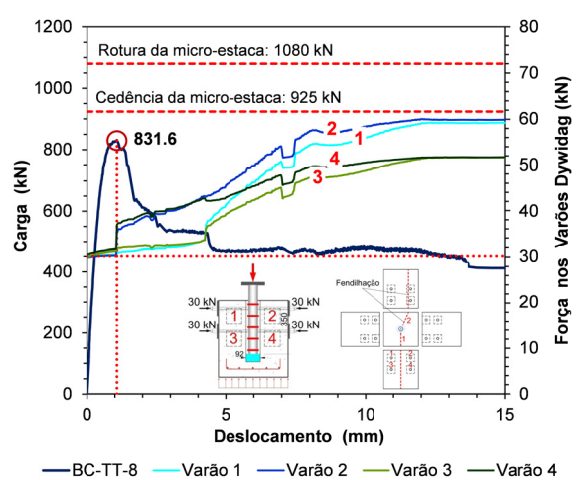 1200
1000
800
600
400
200
0
Carga (kN)
80
70
60
50
40
30
20
10
0
Força nos Varões Dywidag (kN)
Rotura da micro-estaca: 1080 kN
Cedência da micro-estaca: 925 kN
831.6
2
1
4
3
30 kN
30 kN
1
2
30 kN
30 kN
3
4
350
92
Fendilhação
2
1
0
5
10
15
Deslocamento (mm)
BC-TT-8
Varão 1
Varão 2
Varão 3
Varão 4